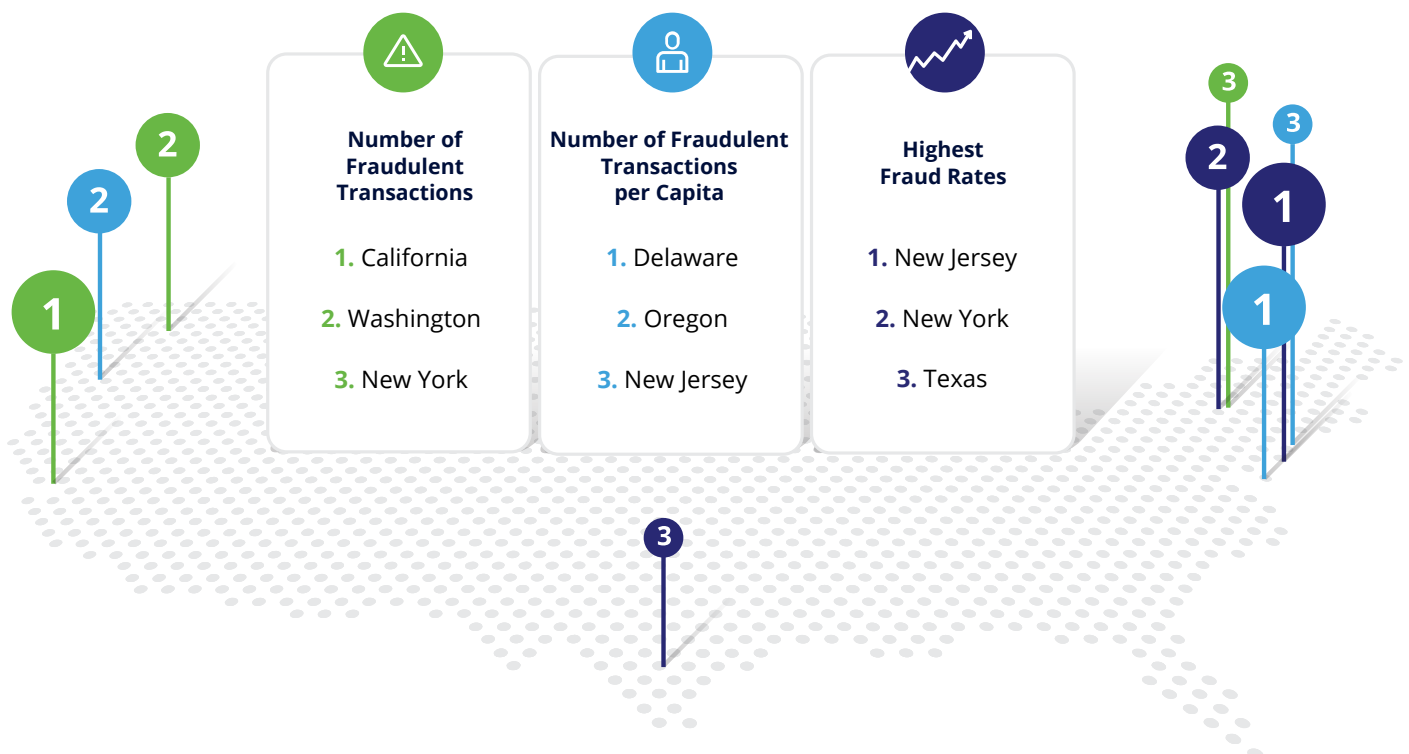 Number of
Fraudulent
Transactions
1. California
2. Washington
3. New York
Number of Fraudulent
Transactions
per Capita
1. Delaware
2. Oregon
3. New Jersey
Highest
Fraud Rates
1. New Jersey
2. New York
3. Texas
2
2
1
3
3
2
1
1
3